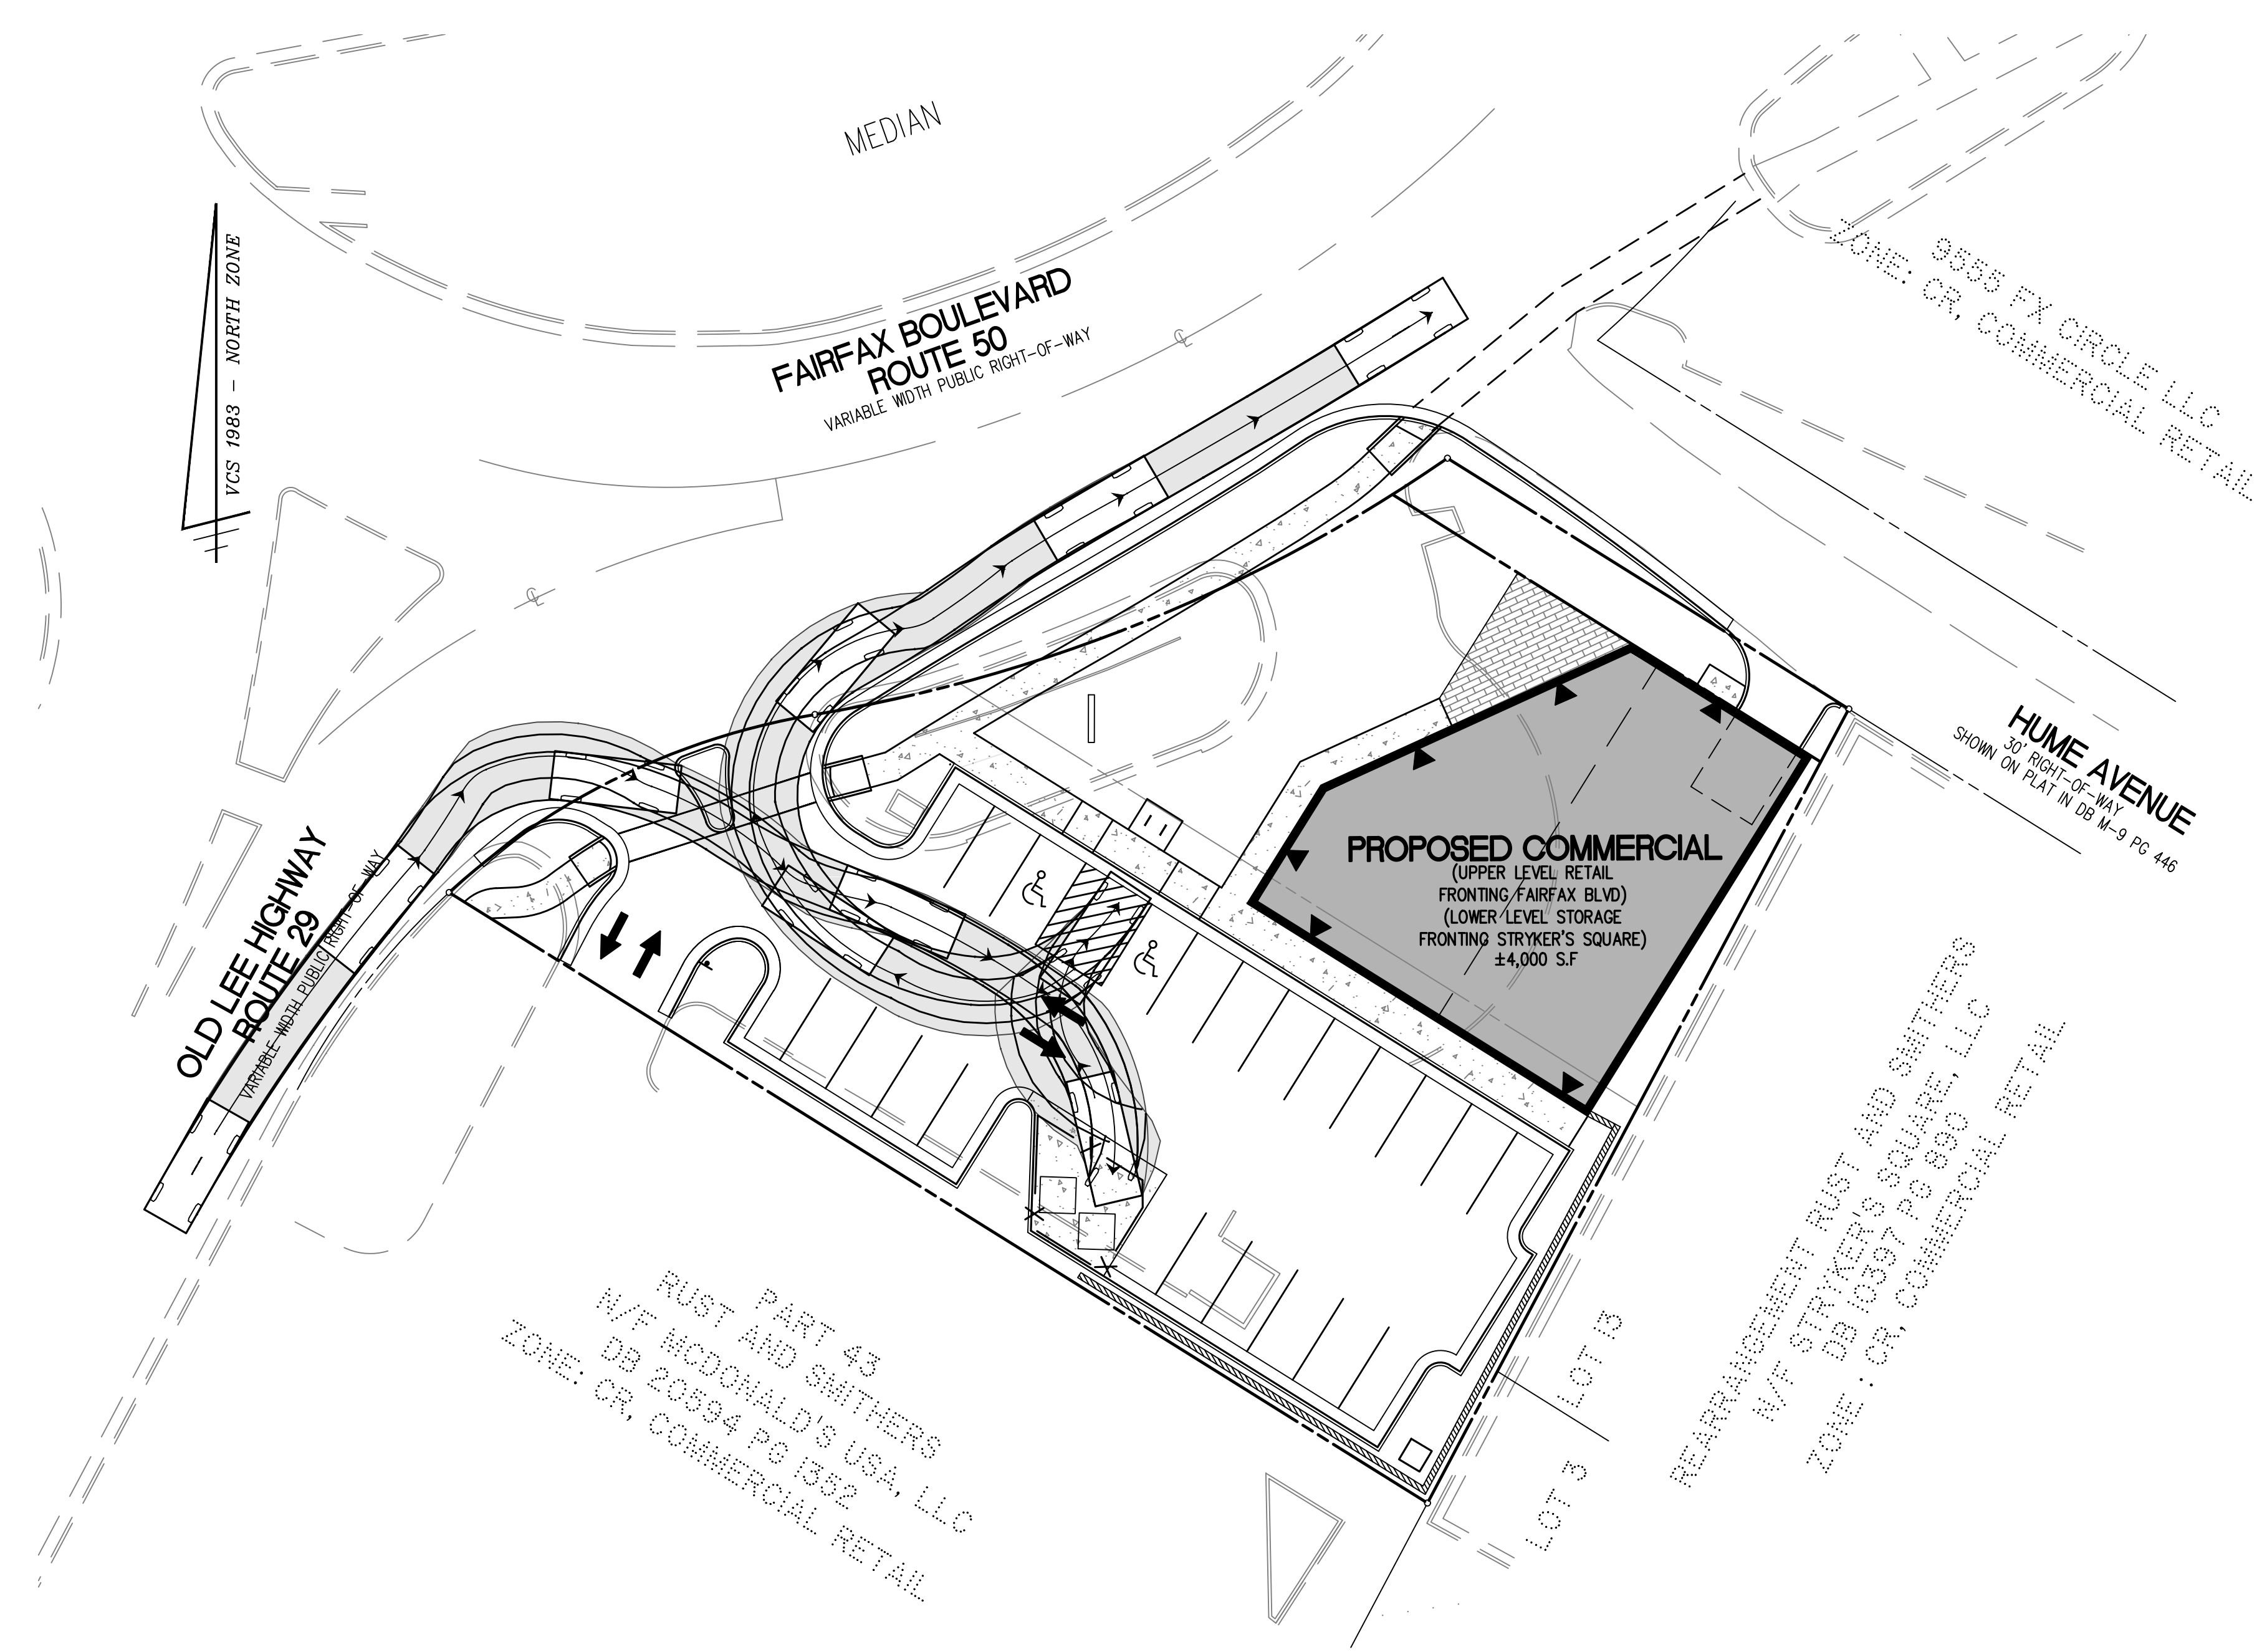 MEDIAN
VCS 1983 - NORTH ZONE
FAIRFAX BOULEVARD
ROUTE 50
VARIABLE WIDTH PUBLIC RIGHT-OF-WAY
℄
℄
9535 FX CIRCLE LLC
ZONE: CR, COMMERCIAL RETAIL
HUME AVENUE
30' RIGHT-OF-WAY
SHOWN ON PLAT IN DB M-9 PG 446
OLD LEE HIGHWAY
ROUTE 29
VARIABLE WIDTH PUBLIC RIGHT-OF-WAY
PROPOSED COMMERCIAL
(UPPER LEVEL RETAIL
FRONTING FAIRFAX BLVD)
(LOWER LEVEL STORAGE
FRONTING STRYKER'S SQUARE)
±4,000 S.F
PART 43
RUST AND SMITHERS
N/F MCDONALD'S USA, LLC
DB 20594 PG 1352
ZONE: CR, COMMERCIAL RETAIL
LOT 13
LOT 3
REARRANGEMENT RUST AND SMITHERS
N/F STRYKER'S SQUARE, LLC
DB 10397 PG 890
ZONE : CR, COMMERCIAL RETAIL